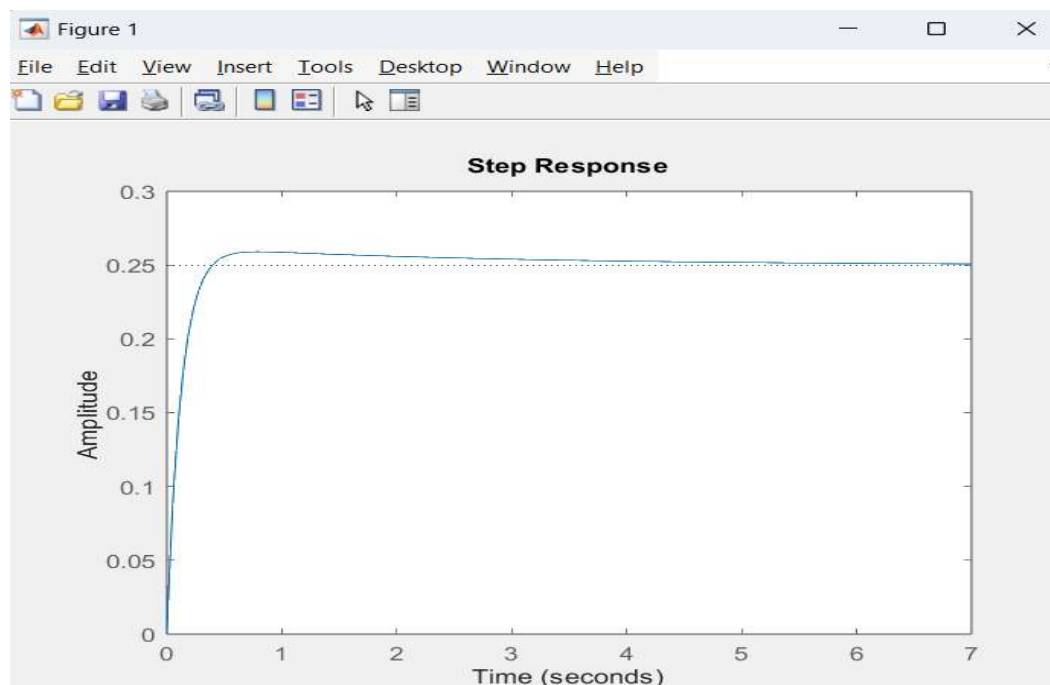 Figure 1
File Edit View Insert Tools Desktop Window Help
Step Response
0.3
0.25
0.2
0.15
0.1
0.05
0
Amplitude
0 1 2 3 4 5 6 7
Time (seconds)